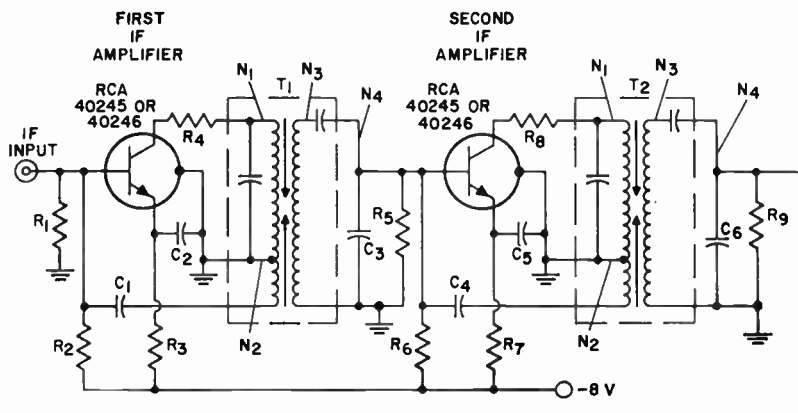 FIRST
IF
AMPLIFIER
SECOND
IF
AMPLIFIER
RCA
40245 OR
40246
N1
T1
N3
N4
RCA
40245 OR
40246
N1
T2
N3
N4
IF
INPUT
R4
R8
R1
C2
R5
C3
C5
C6
R9
C1
C4
R2
R3
N2
R6
R7
N2
-8 V